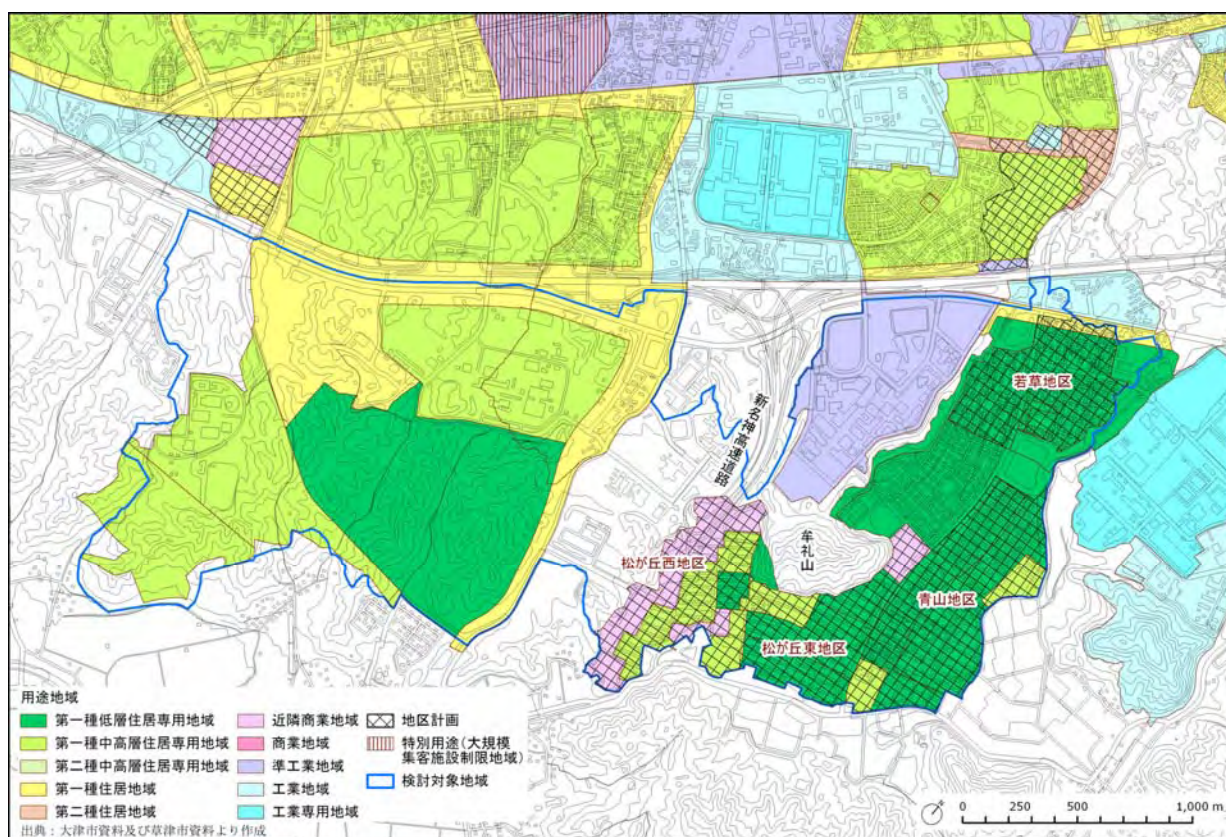 若草地区
新名神高速道路
牟礼山
松が丘西地区
青山地区
松が丘東地区
用途地域
第一種低層住居専用地域
第一種中高層住居専用地域
第二種中高層住居専用地域
第一種住居地域
第二種住居地域
近隣商業地域
商業地域
準工業地域
工業地域
工業専用地域
地区計画
特別用途(大規模
集客施設制限地域)
検討対象地域
出典:大津市資料及び草津市資料より作成
0 250 500 1,000 m